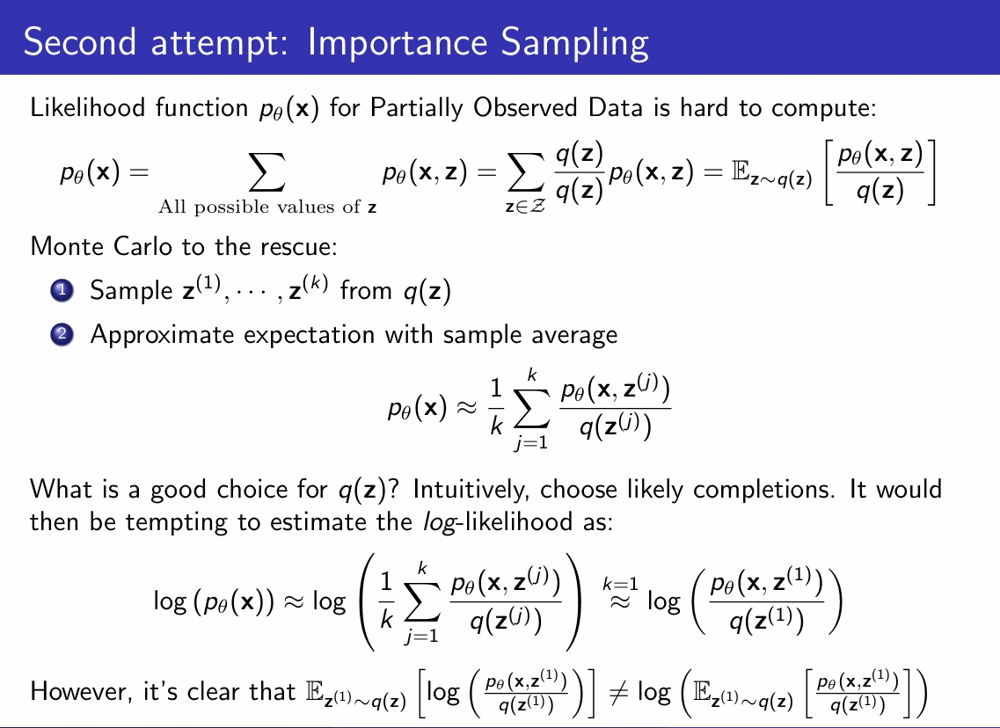 Second attempt: Importance Sampling
Likelihood function $p_\theta(\mathbf{x})$ for Partially Observed Data is hard to compute:
$p_\theta(\mathbf{x}) = \sum_{\text{All possible values of } \mathbf{z}} p_\theta(\mathbf{x}, \mathbf{z}) = \sum_{\mathbf{z} \in \mathcal{Z}} \frac{q(\mathbf{z})}{q(\mathbf{z})} p_\theta(\mathbf{x}, \mathbf{z}) = \mathbb{E}_{\mathbf{z} \sim q(\mathbf{z})} \left[ \frac{p_\theta(\mathbf{x}, \mathbf{z})}{q(\mathbf{z})} \right]$
Monte Carlo to the rescue:
1 Sample $\mathbf{z}^{(1)}, \cdots, \mathbf{z}^{(k)}$ from $q(\mathbf{z})$
2 Approximate expectation with sample average
$p_\theta(\mathbf{x}) \approx \frac{1}{k} \sum_{j=1}^{k} \frac{p_\theta(\mathbf{x}, \mathbf{z}^{(j)})}{q(\mathbf{z}^{(j)})}$
What is a good choice for $q(\mathbf{z})$? Intuitively, choose likely completions. It would
then be tempting to estimate the log-likelihood as:
$\log \left( p_\theta(\mathbf{x}) \right) \approx \log \left( \frac{1}{k} \sum_{j=1}^{k} \frac{p_\theta(\mathbf{x}, \mathbf{z}^{(j)})}{q(\mathbf{z}^{(j)})} \right) \overset{k=1}{\approx} \log \left( \frac{p_\theta(\mathbf{x}, \mathbf{z}^{(1)})}{q(\mathbf{z}^{(1)})} \right)$
However, it's clear that $\mathbb{E}_{\mathbf{z}^{(1)} \sim q(\mathbf{z})} \left[ \log \left( \frac{p_\theta(\mathbf{x}, \mathbf{z}^{(1)})}{q(\mathbf{z}^{(1)})} \right) \right] \neq \log \left( \mathbb{E}_{\mathbf{z}^{(1)} \sim q(\mathbf{z})} \left[ \frac{p_\theta(\mathbf{x}, \mathbf{z}^{(1)})}{q(\mathbf{z}^{(1)})} \right] \right)$